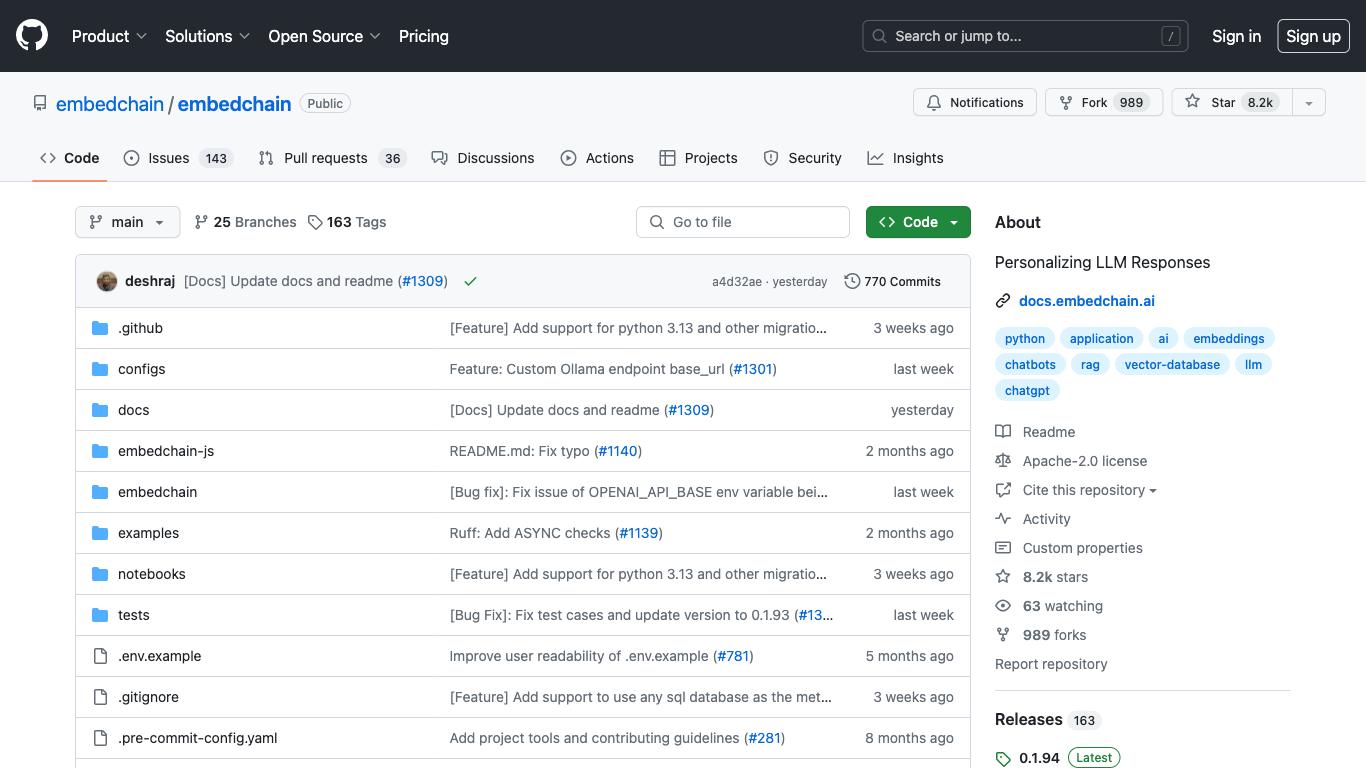 Product Solutions Open Source Pricing Search or jump to... / Sign in Sign up
embedchain / embedchain Public Notifications Fork 989 Star 8.2k
Code Issues 143 Pull requests 36 Discussions Actions Projects Security Insights
main 25 Branches 163 Tags Go to file Code
deshraj [Docs] Update docs and readme (#1309) a4d32ae · yesterday 770 Commits
.github [Feature] Add support for python 3.13 and other migratio... 3 weeks ago
configs Feature: Custom Ollama endpoint base_url (#1301) last week
docs [Docs] Update docs and readme (#1309) yesterday
embedchain-js README.md: Fix typo (#1140) 2 months ago
embedchain [Bug fix]: Fix issue of OPENAI_API_BASE env variable bei... last week
examples Ruff: Add ASYNC checks (#1139) 2 months ago
notebooks [Feature] Add support for python 3.13 and other migratio... 3 weeks ago
tests [Bug Fix]: Fix test cases and update version to 0.1.93 (#13... last week
.env.example Improve user readability of .env.example (#781) 5 months ago
.gitignore [Feature] Add support to use any sql database as the met... 3 weeks ago
.pre-commit-config.yaml Add project tools and contributing guidelines (#281) 8 months ago
About
Personalizing LLM Responses
docs.embedchain.ai
python application ai embeddings
chatbots rag vector-database llm
chatgpt
Readme
Apache-2.0 license
Cite this repository
Activity
Custom properties
8.2k stars
63 watching
989 forks
Report repository
Releases 163
0.1.94 Latest